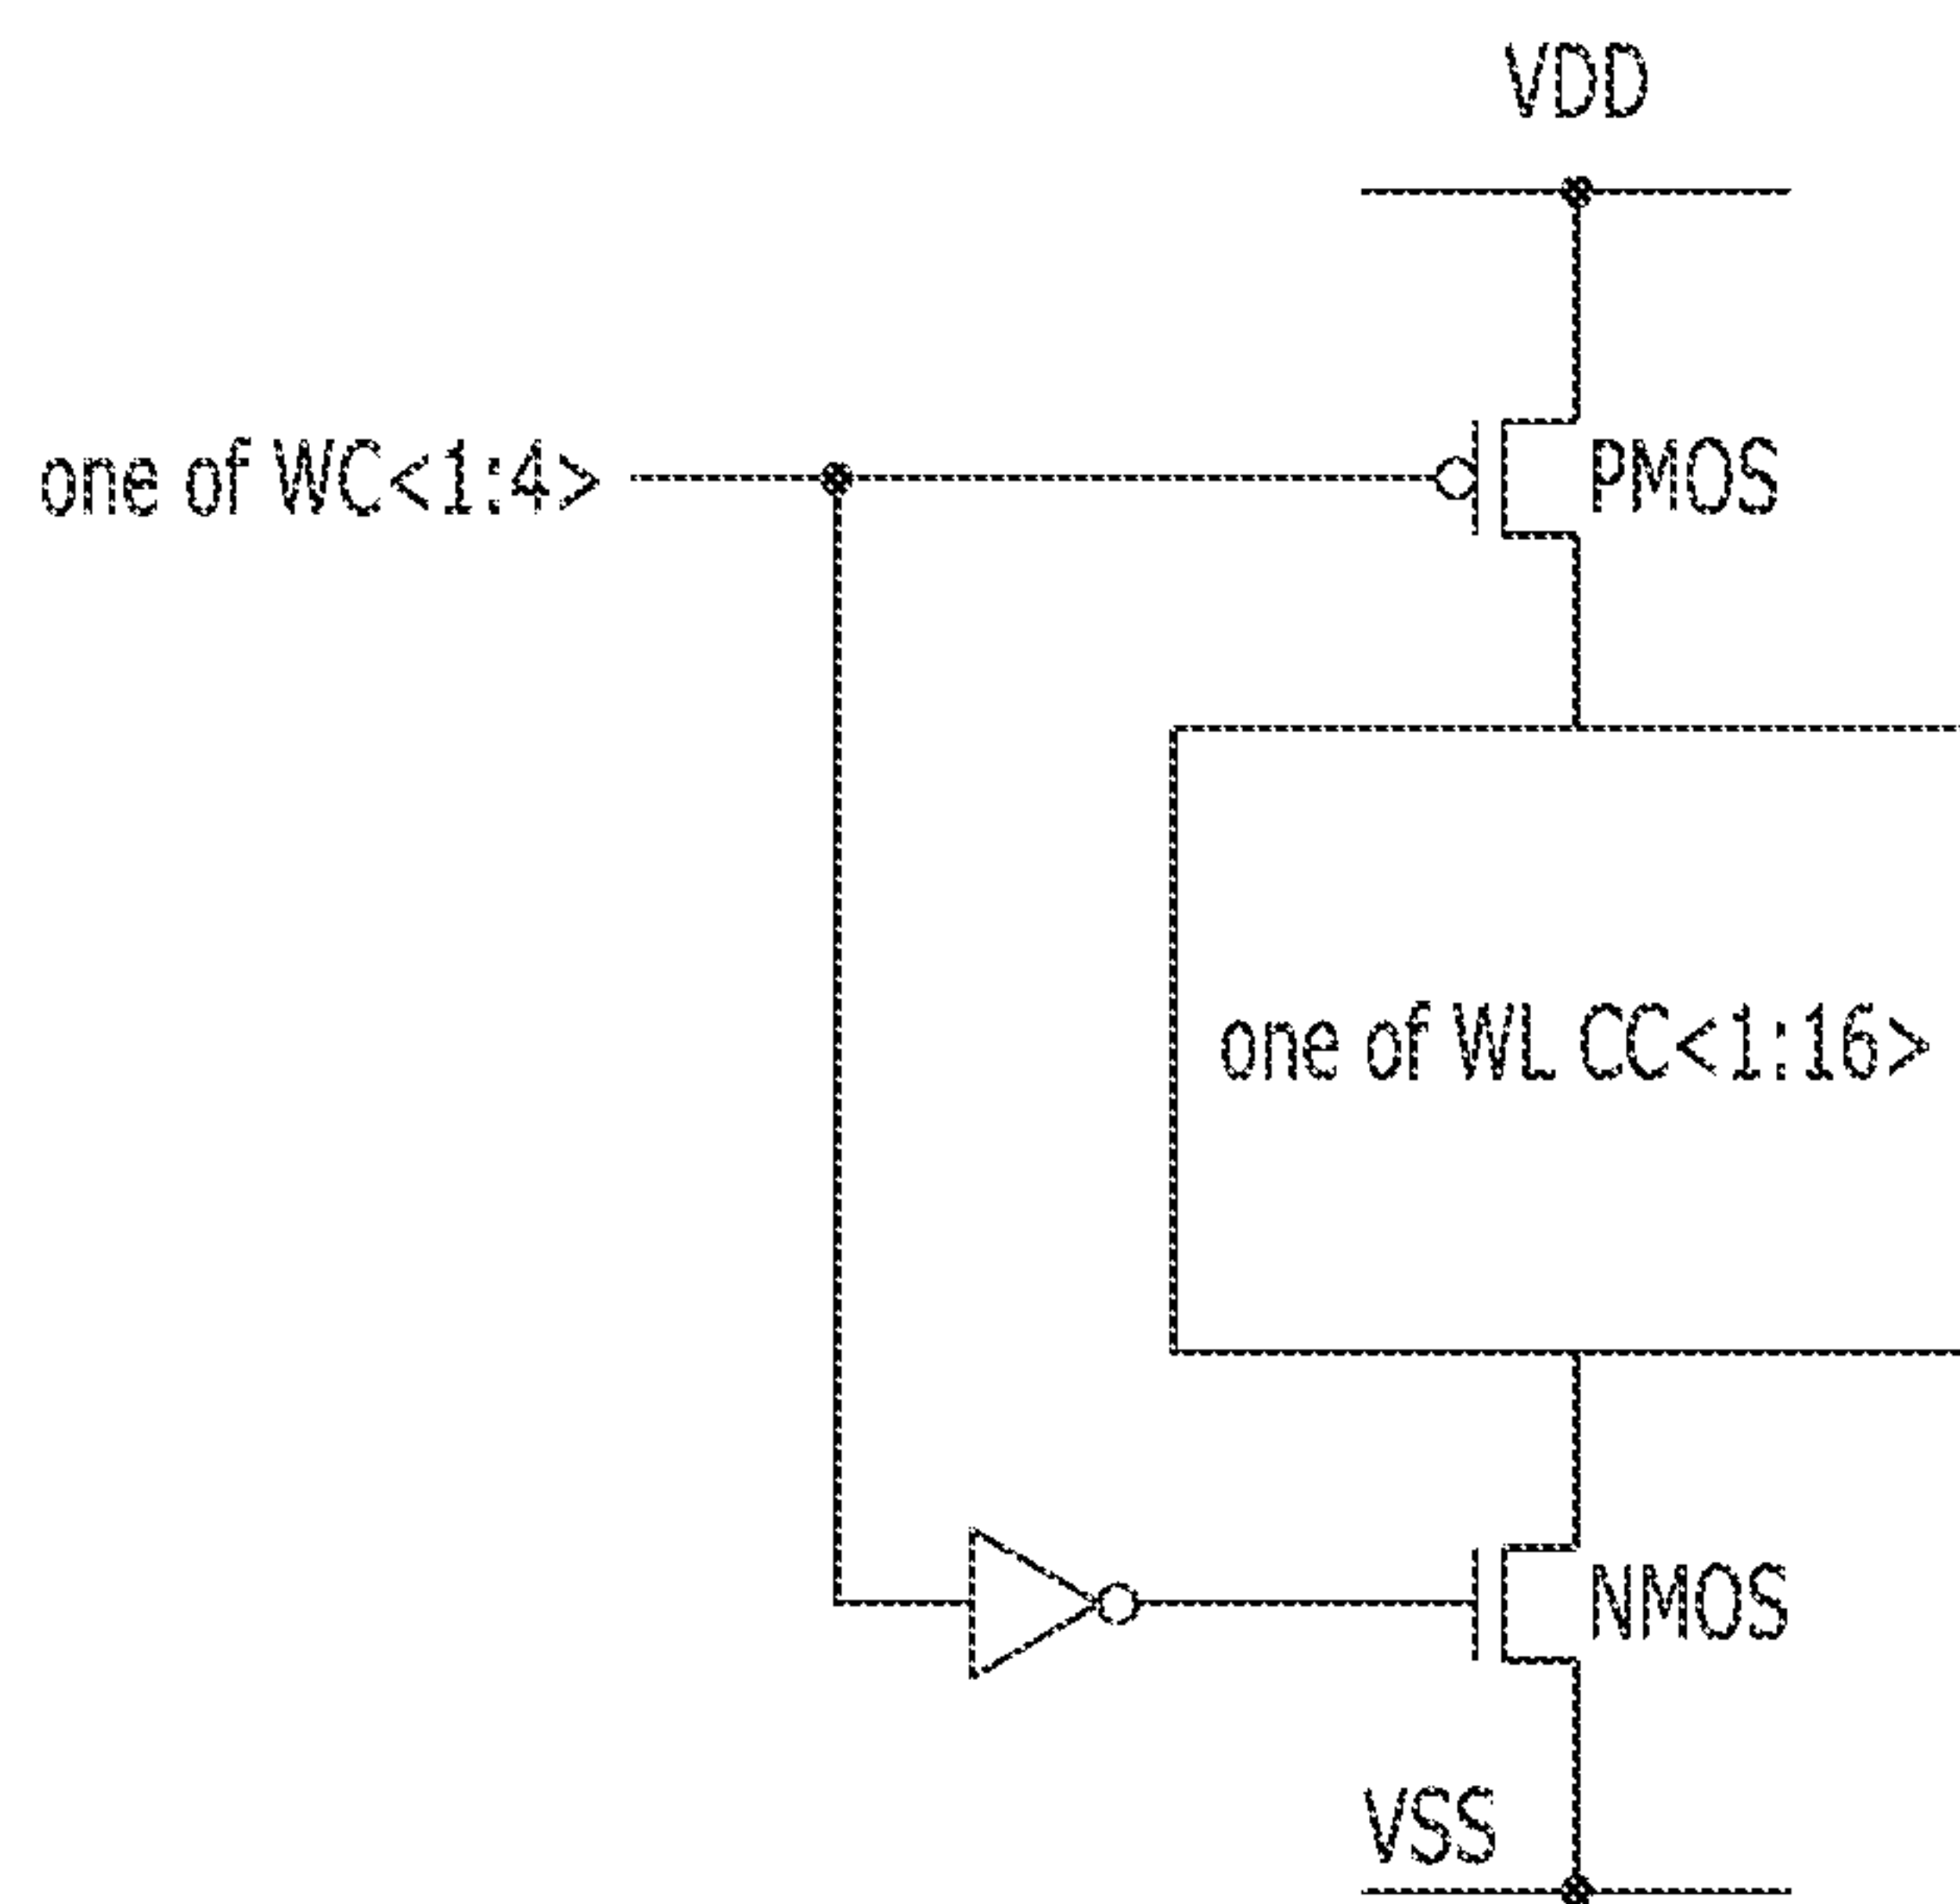 VDD
one of WC<1:4>
PMOS
one of WL CC<1:16>
NMOS
VSS